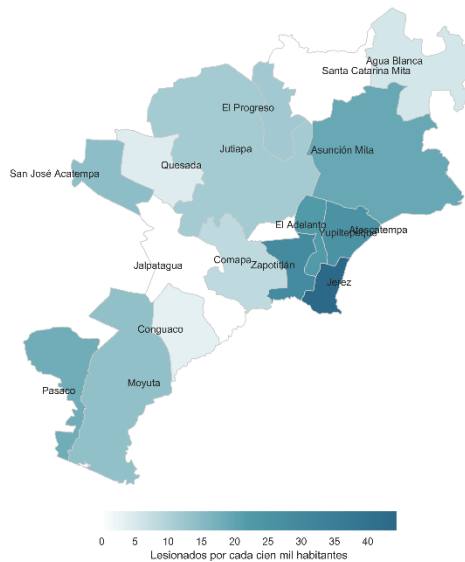 Agua Blanca
Santa Catarina Mita
El Progreso
Jutiapa
Asunción Mita
Quesada
San José Acatempa
El Adelanto
Yupiltepeque
Atescatempa
Comapa
Zapotitlán
Jalpatagua
Jerez
Conguaco
Moyuta
Pasaco
0 5 10 15 20 25 30 35 40
Lesionados por cada cien mil habitantes